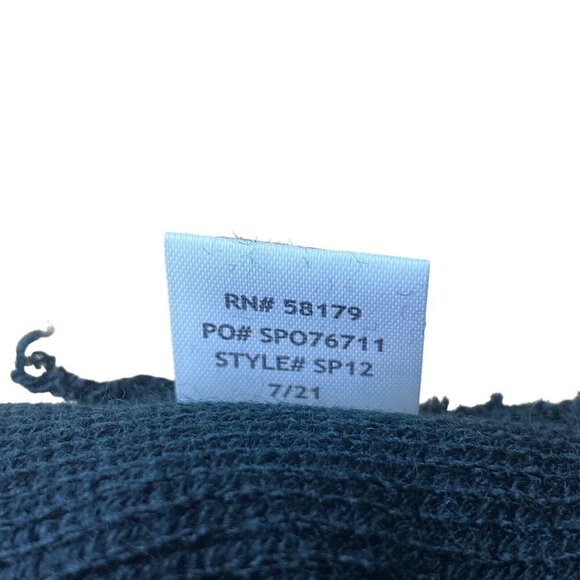 RN# 58179
PO# SPO76711
STYLE# SP12
7/21